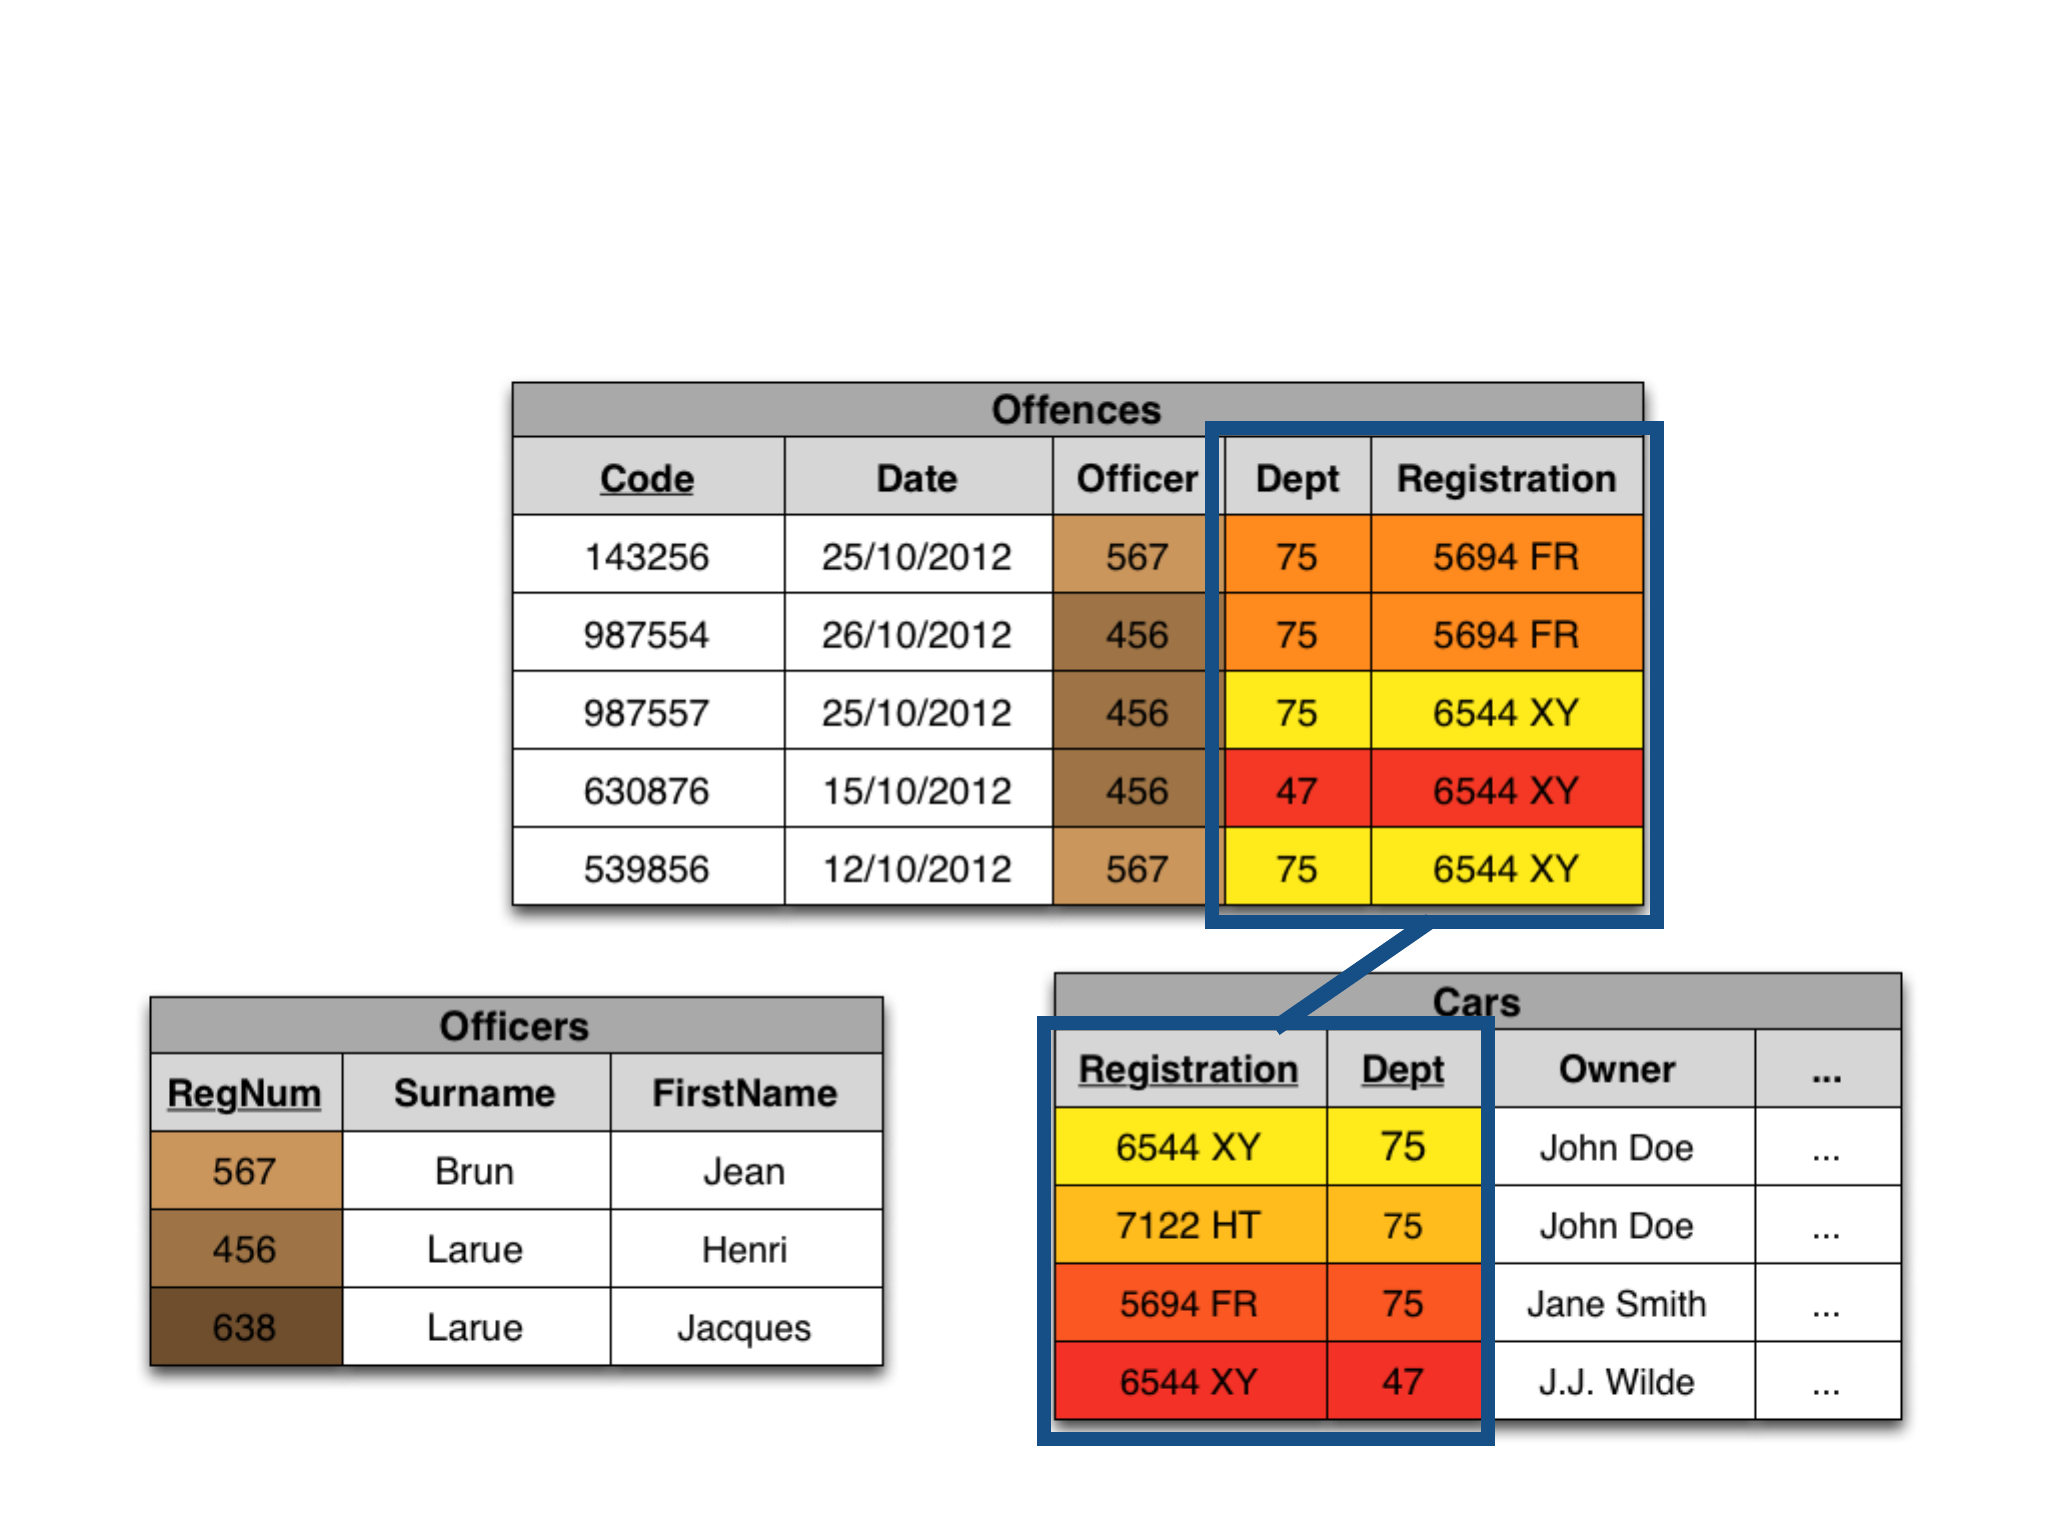 Offences
Code Date Officer Dept Registration
143256 25/10/2012 567 75 5694 FR
987554 26/10/2012 456 75 5694 FR
987557 25/10/2012 456 75 6544 XY
630876 15/10/2012 456 47 6544 XY
539856 12/10/2012 567 75 6544 XY
Officers
RegNum Surname FirstName
567 Brun Jean
456 Larue Henri
638 Larue Jacques
Cars
Registration Dept Owner ...
6544 XY 75 John Doe ...
7122 HT 75 John Doe ...
5694 FR 75 Jane Smith ...
6544 XY 47 J.J. Wilde ...